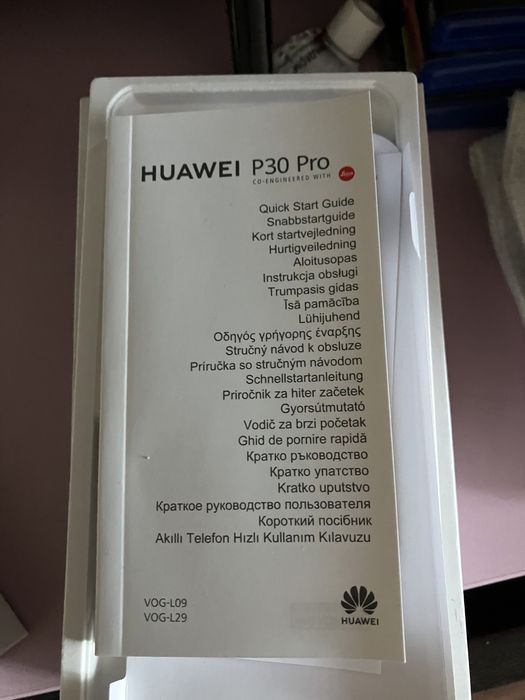 HUAWEI P30 Pro
CO-ENGINEERED WITH Leica
Quick Start Guide
Snabbstartguide
Kort startvejledning
Hurtigveiledning
Aloitusopas
Instrukcja obsługi
Trumpasis gidas
Īsā pamācība
Lühijuhend
Οδηγός γρήγορης έναρξης
Stručný návod k obsluze
Príručka so stručným návodom
Schnellstartanleitung
Priročnik za hiter začetek
Gyorsútmutató
Vodič za brzi početak
Ghid de pornire rapidă
Кратко ръководство
Кратко упатство
Kratko uputstvo
Краткое руководство пользователя
Короткий посібник
Akıllı Telefon Hızlı Kullanım Kılavuzu
VOG-L09
VOG-L29
HUAWEI